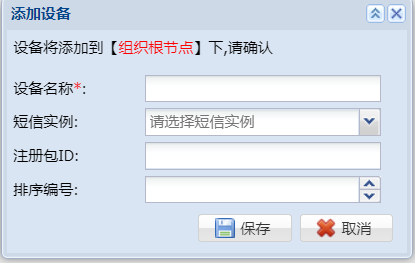 添加设备
设备将添加到【组织根节点】下,请确认
设备名称*:
短信实例: 请选择短信实例
注册包ID:
排序编号:
保存 取消